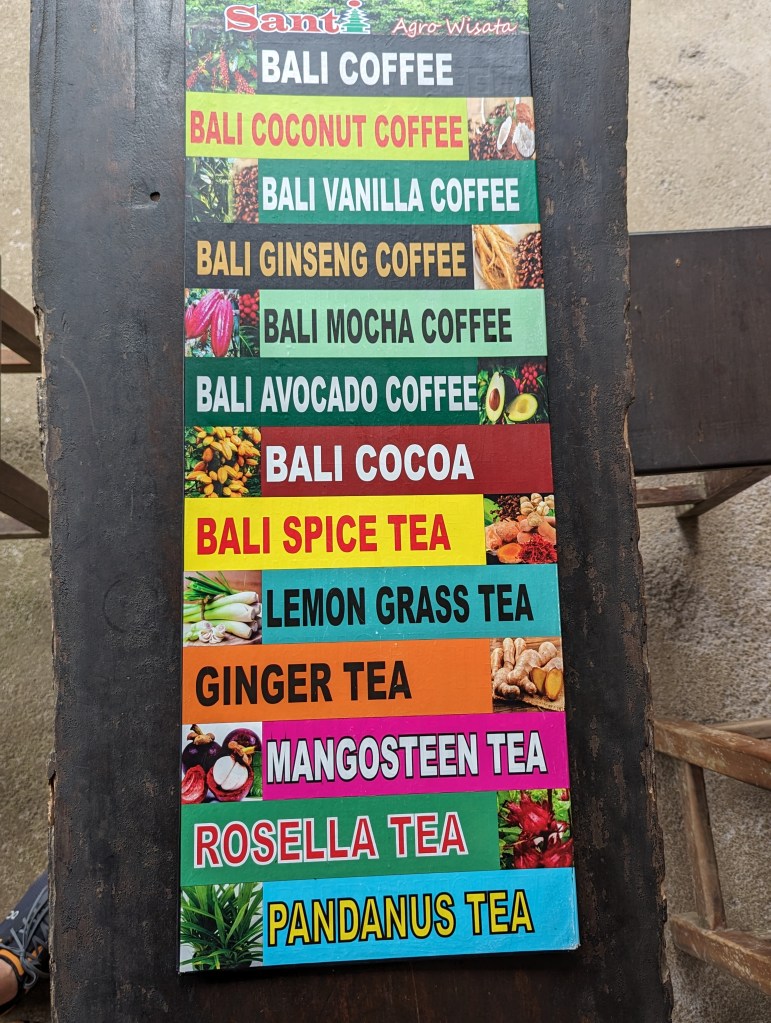 Santi Agro Wisata
BALI COFFEE
BALI COCONUT COFFEE
BALI VANILLA COFFEE
BALI GINSENG COFFEE
BALI MOCHA COFFEE
BALI AVOCADO COFFEE
BALI COCOA
BALI SPICE TEA
LEMON GRASS TEA
GINGER TEA
MANGOSTEEN TEA
ROSELLA TEA
PANDANUS TEA